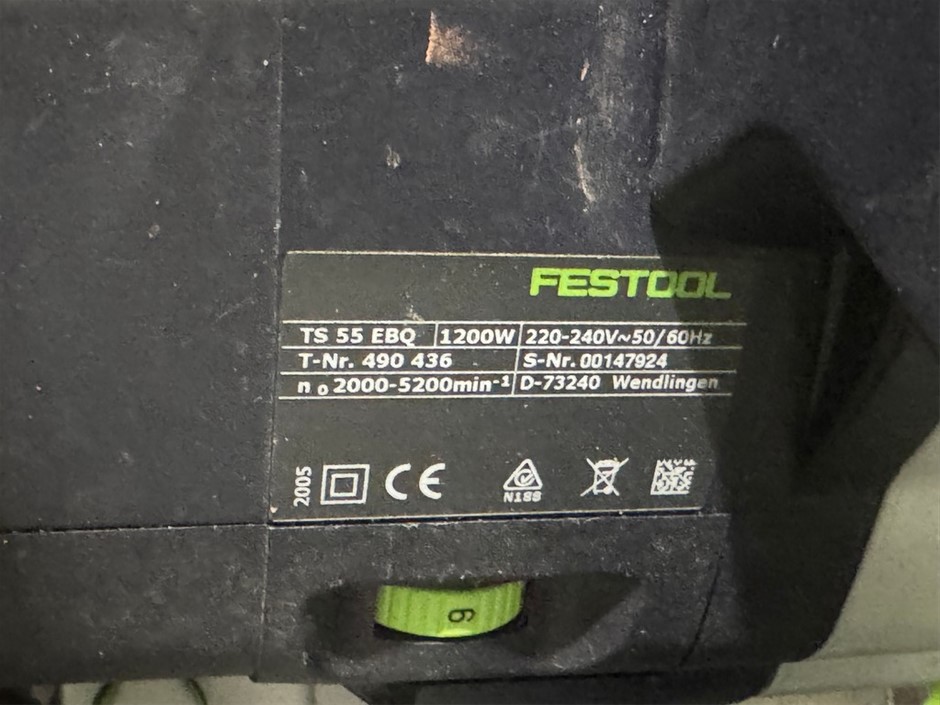 FESTOOL
TS 55 EBQ 1200W 220-240V~50/60Hz
T-Nr. 490 436 S-Nr. 00147924
n₀ 2000-5200min⁻¹ D-73240 Wendlingen
2005 CE N188
6